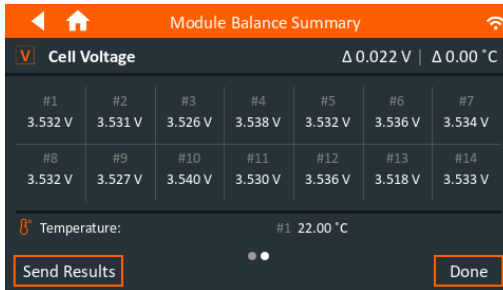 Module Balance Summary
V Cell Voltage Δ 0.022 V | Δ 0.00 °C
#1 #2 #3 #4 #5 #6 #7
3.532 V 3.531 V 3.526 V 3.538 V 3.532 V 3.536 V 3.534 V
#8 #9 #10 #11 #12 #13 #14
3.532 V 3.527 V 3.540 V 3.530 V 3.536 V 3.518 V 3.533 V
Temperature: #1 22.00 °C
Send Results Done